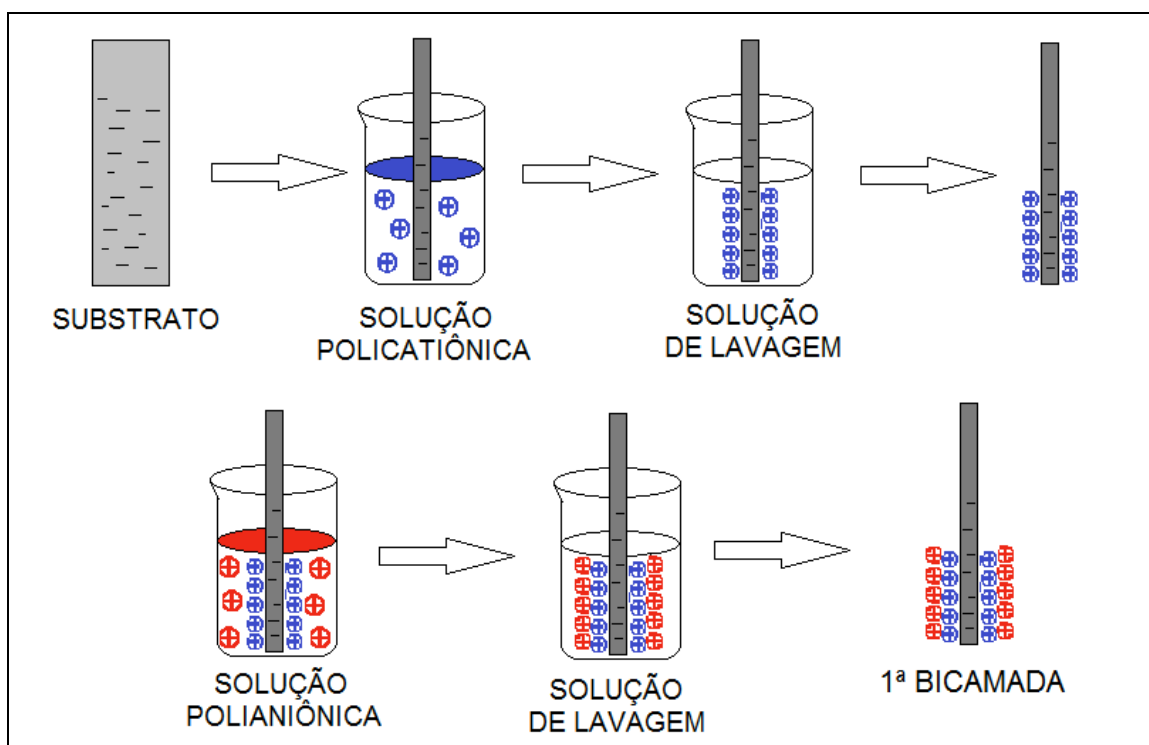 SUBSTRATO
SOLUÇÃO
POLICATIÔNICA
SOLUÇÃO
DE LAVAGEM
SOLUÇÃO
POLIANIÔNICA
SOLUÇÃO
DE LAVAGEM
1ª BICAMADA